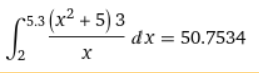 ∫₂^5.3 (x² + 5) 3 / x dx = 50.7534